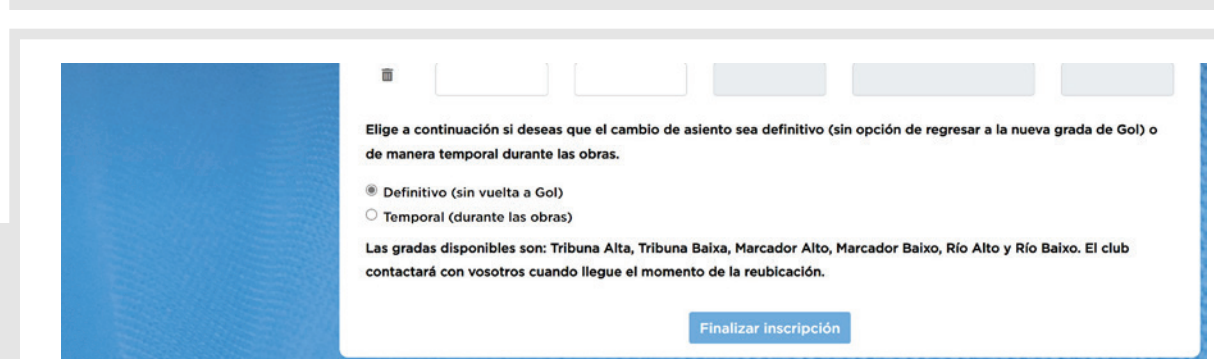 Elige a continuación si deseas que el cambio de asiento sea definitivo (sin opción de regresar a la nueva grada de Gol) o
de manera temporal durante las obras.
Definitivo (sin vuelta a Gol)
Temporal (durante las obras)
Las gradas disponibles son: Tribuna Alta, Tribuna Baixa, Marcador Alto, Marcador Baixo, Río Alto y Río Baixo. El club
contactará con vosotros cuando llegue el momento de la reubicación.
Finalizar inscripción